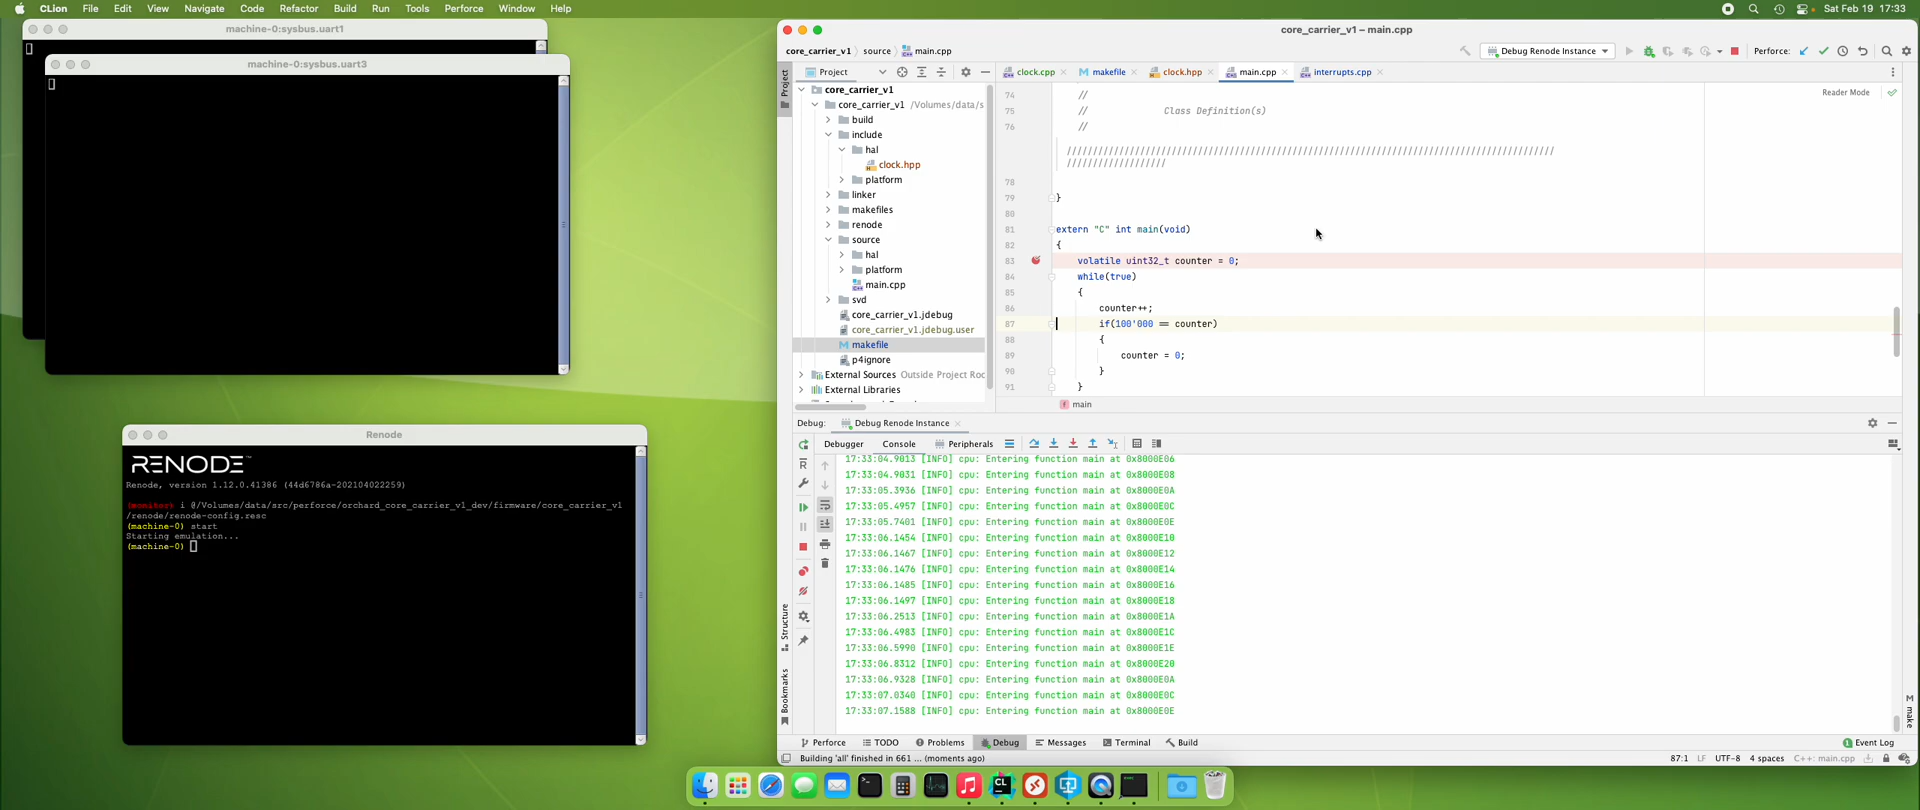 CLion File Edit View Navigate Code Refactor Build Run Tools Perforce Window Help
Sat Feb 19 17:33
machine-0:sysbus.uart1
machine-0:sysbus.uart3
Renode
RENODE™
Renode, version 1.12.0.41386 (44d6786a-202104022259)
(monitor) i @/Volumes/data/src/perforce/orchard_core_carrier_v1_dev/firmware/core_carrier_v1
/renode/renode-config.resc
(machine-0) start
Starting emulation...
(machine-0)
core_carrier_v1 – main.cpp
core_carrier_v1 source main.cpp
Debug Renode Instance
Perforce:
Project
clock.cpp makefile clock.hpp main.cpp interrupts.cpp
Project
core_carrier_v1
core_carrier_v1 /Volumes/data/s
build
include
hal
clock.hpp
platform
linker
makefiles
renode
source
hal
platform
main.cpp
svd
core_carrier_v1.jdebug
core_carrier_v1.jdebug.user
makefile
p4ignore
External Sources Outside Project Roo
External Libraries
Reader Mode
74 //
75 // Class Definition(s)
76 //
78
79 }
80
81 extern "C" int main(void)
82 {
83 volatile uint32_t counter = 0;
84 while(true)
85 {
86 counter++;
87 if(100'000 == counter)
88 {
89 counter = 0;
90 }
91 }
main
Debug: Debug Renode Instance
Debugger Console Peripherals
17:33:04.9013 [INFO] cpu: Entering function main at 0x8000E06
17:33:04.9031 [INFO] cpu: Entering function main at 0x8000E08
17:33:05.3936 [INFO] cpu: Entering function main at 0x8000E0A
17:33:05.4957 [INFO] cpu: Entering function main at 0x8000E0C
17:33:05.7401 [INFO] cpu: Entering function main at 0x8000E0E
17:33:06.1454 [INFO] cpu: Entering function main at 0x8000E10
17:33:06.1467 [INFO] cpu: Entering function main at 0x8000E12
17:33:06.1476 [INFO] cpu: Entering function main at 0x8000E14
17:33:06.1485 [INFO] cpu: Entering function main at 0x8000E16
17:33:06.1497 [INFO] cpu: Entering function main at 0x8000E18
17:33:06.2513 [INFO] cpu: Entering function main at 0x8000E1A
17:33:06.4983 [INFO] cpu: Entering function main at 0x8000E1C
17:33:06.5990 [INFO] cpu: Entering function main at 0x8000E1E
17:33:06.8312 [INFO] cpu: Entering function main at 0x8000E20
17:33:06.9328 [INFO] cpu: Entering function main at 0x8000E0A
17:33:07.0340 [INFO] cpu: Entering function main at 0x8000E0C
17:33:07.1588 [INFO] cpu: Entering function main at 0x8000E0E
Structure
Bookmarks
make
Perforce TODO Problems Debug Messages Terminal Build
Event Log
Building 'all' finished in 661 ... (moments ago)
87:1 LF UTF-8 4 spaces C++: main.cpp